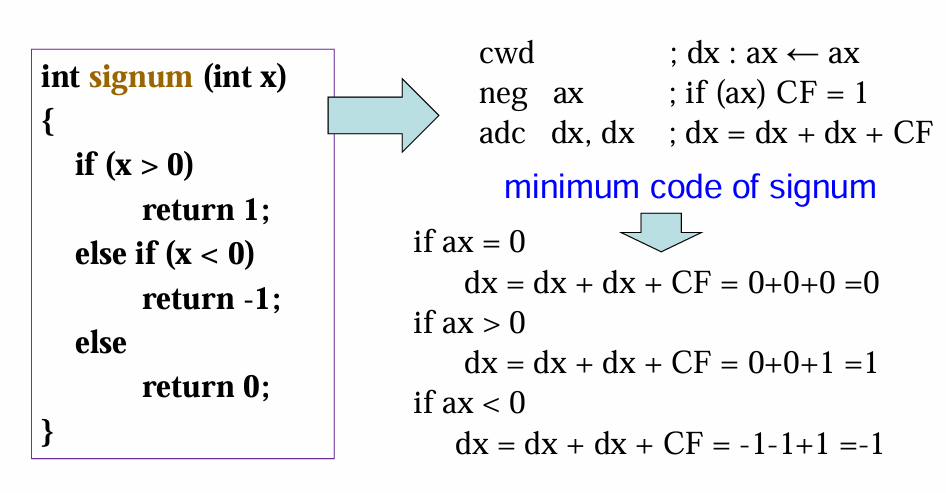 int signum (int x)
{
if (x > 0)
return 1;
else if (x < 0)
return -1;
else
return 0;
}
cwd ; dx : ax ← ax
neg ax ; if (ax) CF = 1
adc dx, dx ; dx = dx + dx + CF
minimum code of signum
if ax = 0
dx = dx + dx + CF = 0+0+0 =0
if ax > 0
dx = dx + dx + CF = 0+0+1 =1
if ax < 0
dx = dx + dx + CF = -1-1+1 =-1